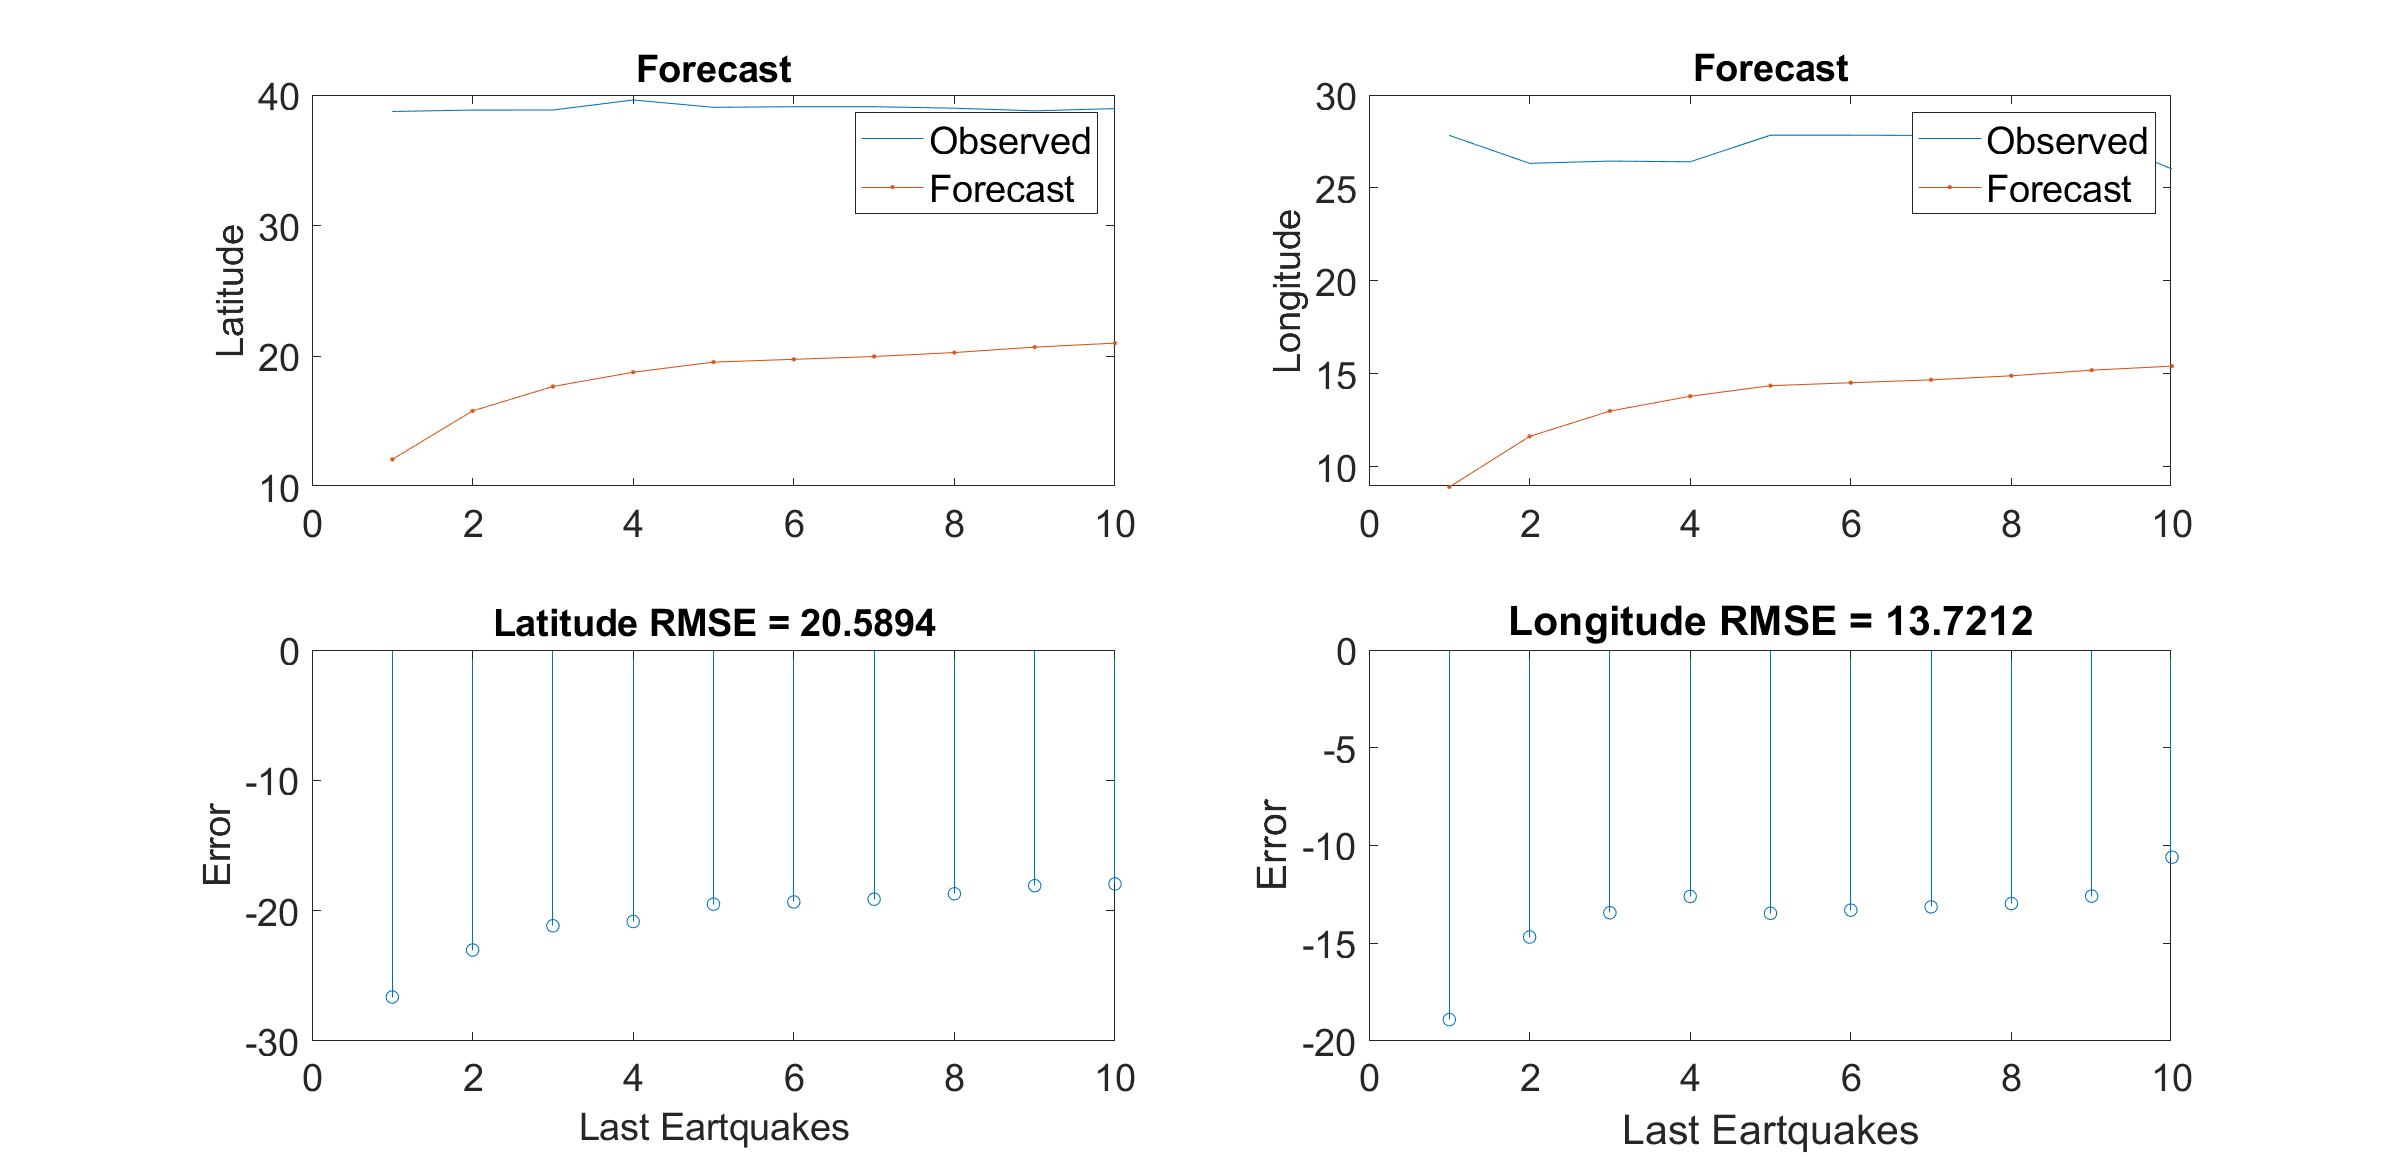 Forecast
40
30
20
10
Latitude
Observed
Forecast
0 2 4 6 8 10
Forecast
30
25
20
15
10
Longitude
Observed
Forecast
0 2 4 6 8 10
Latitude RMSE = 20.5894
0
-10
-20
-30
Error
0 2 4 6 8 10
Last Eartquakes
Longitude RMSE = 13.7212
0
-5
-10
-15
-20
Error
0 2 4 6 8 10
Last Eartquakes